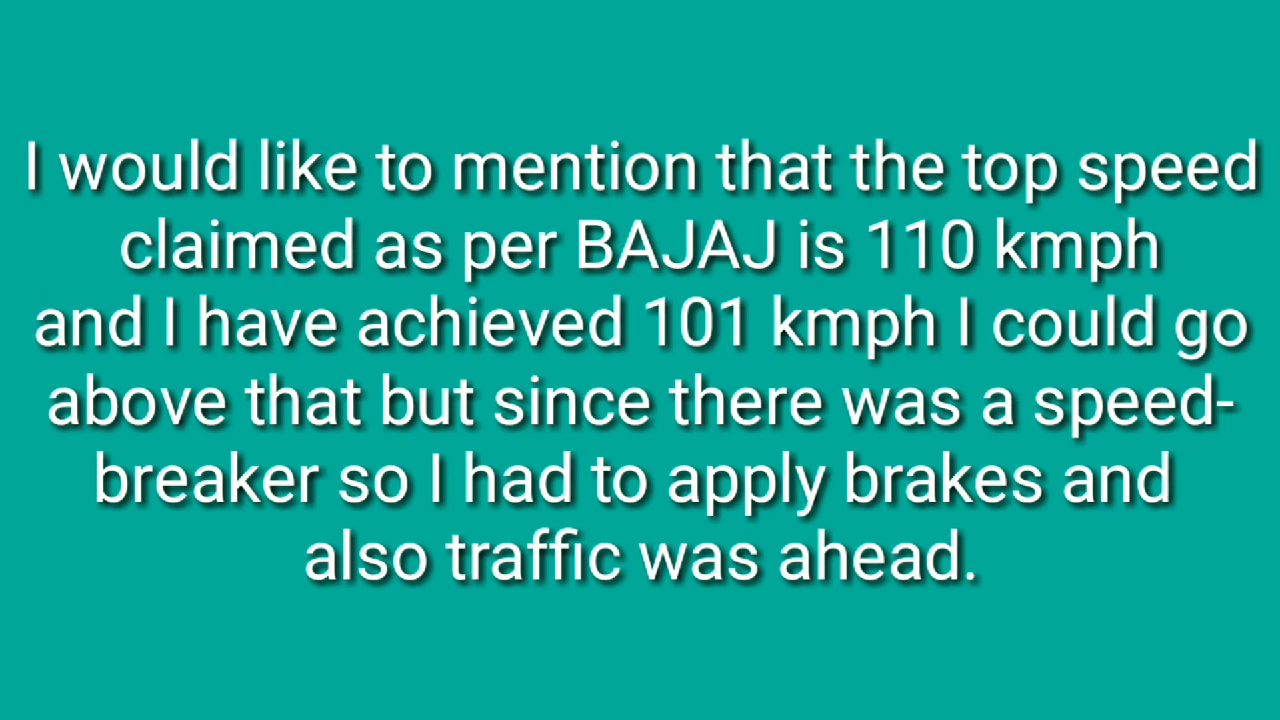 I would like to mention that the top speed
claimed as per BAJAJ is 110 kmph
and I have achieved 101 kmph I could go
above that but since there was a speed-
breaker so I had to apply brakes and
also traffic was ahead.